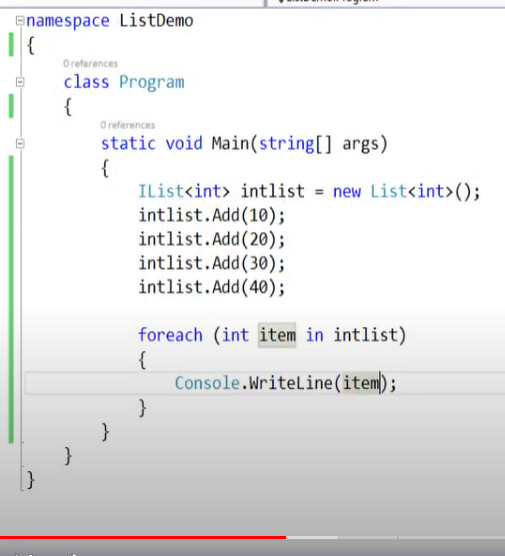 namespace ListDemo
{
0 references
class Program
{
0 references
static void Main(string[] args)
{
IList<int> intlist = new List<int>();
intlist.Add(10);
intlist.Add(20);
intlist.Add(30);
intlist.Add(40);
foreach (int item in intlist)
{
Console.WriteLine(item);
}
}
}
}